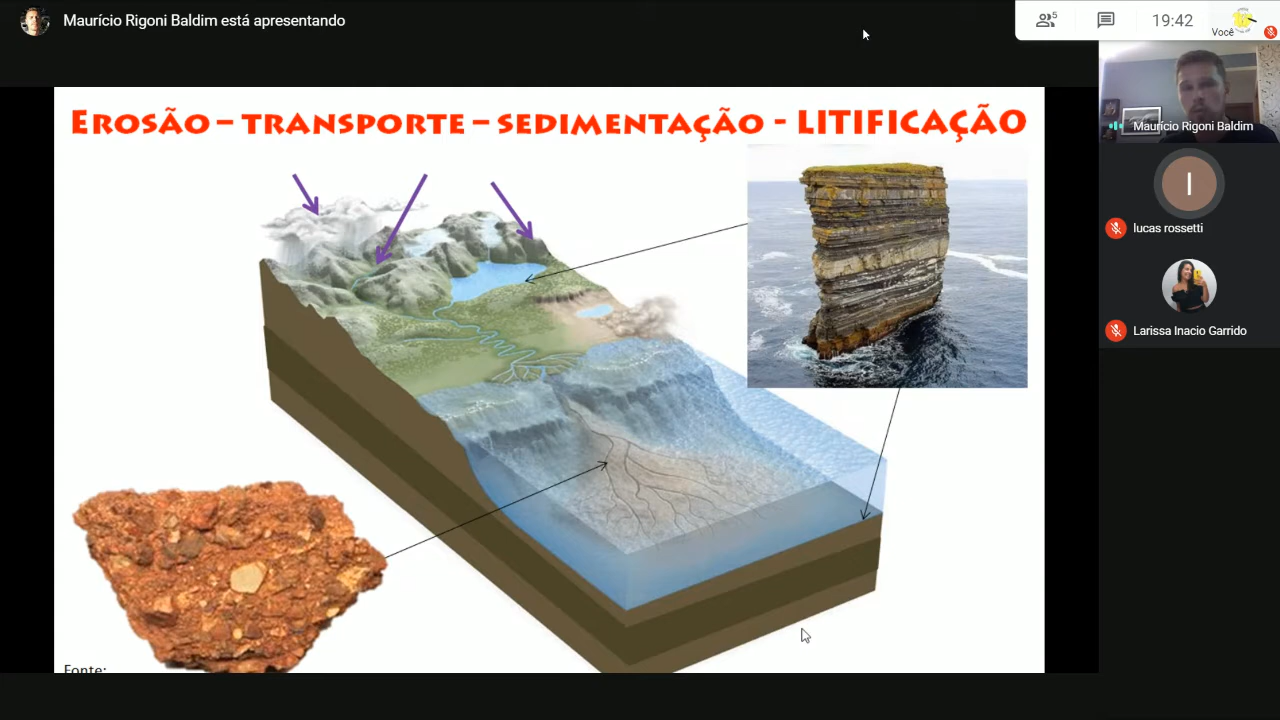 Maurício Rigoni Baldim está apresentando
5
19:42
Você
EROSÃO – TRANSPORTE – SEDIMENTAÇÃO - LITIFICAÇÃO
Maurício Rigoni Baldim
l
lucas rossetti
Larissa Inacio Garrido
Fonte: